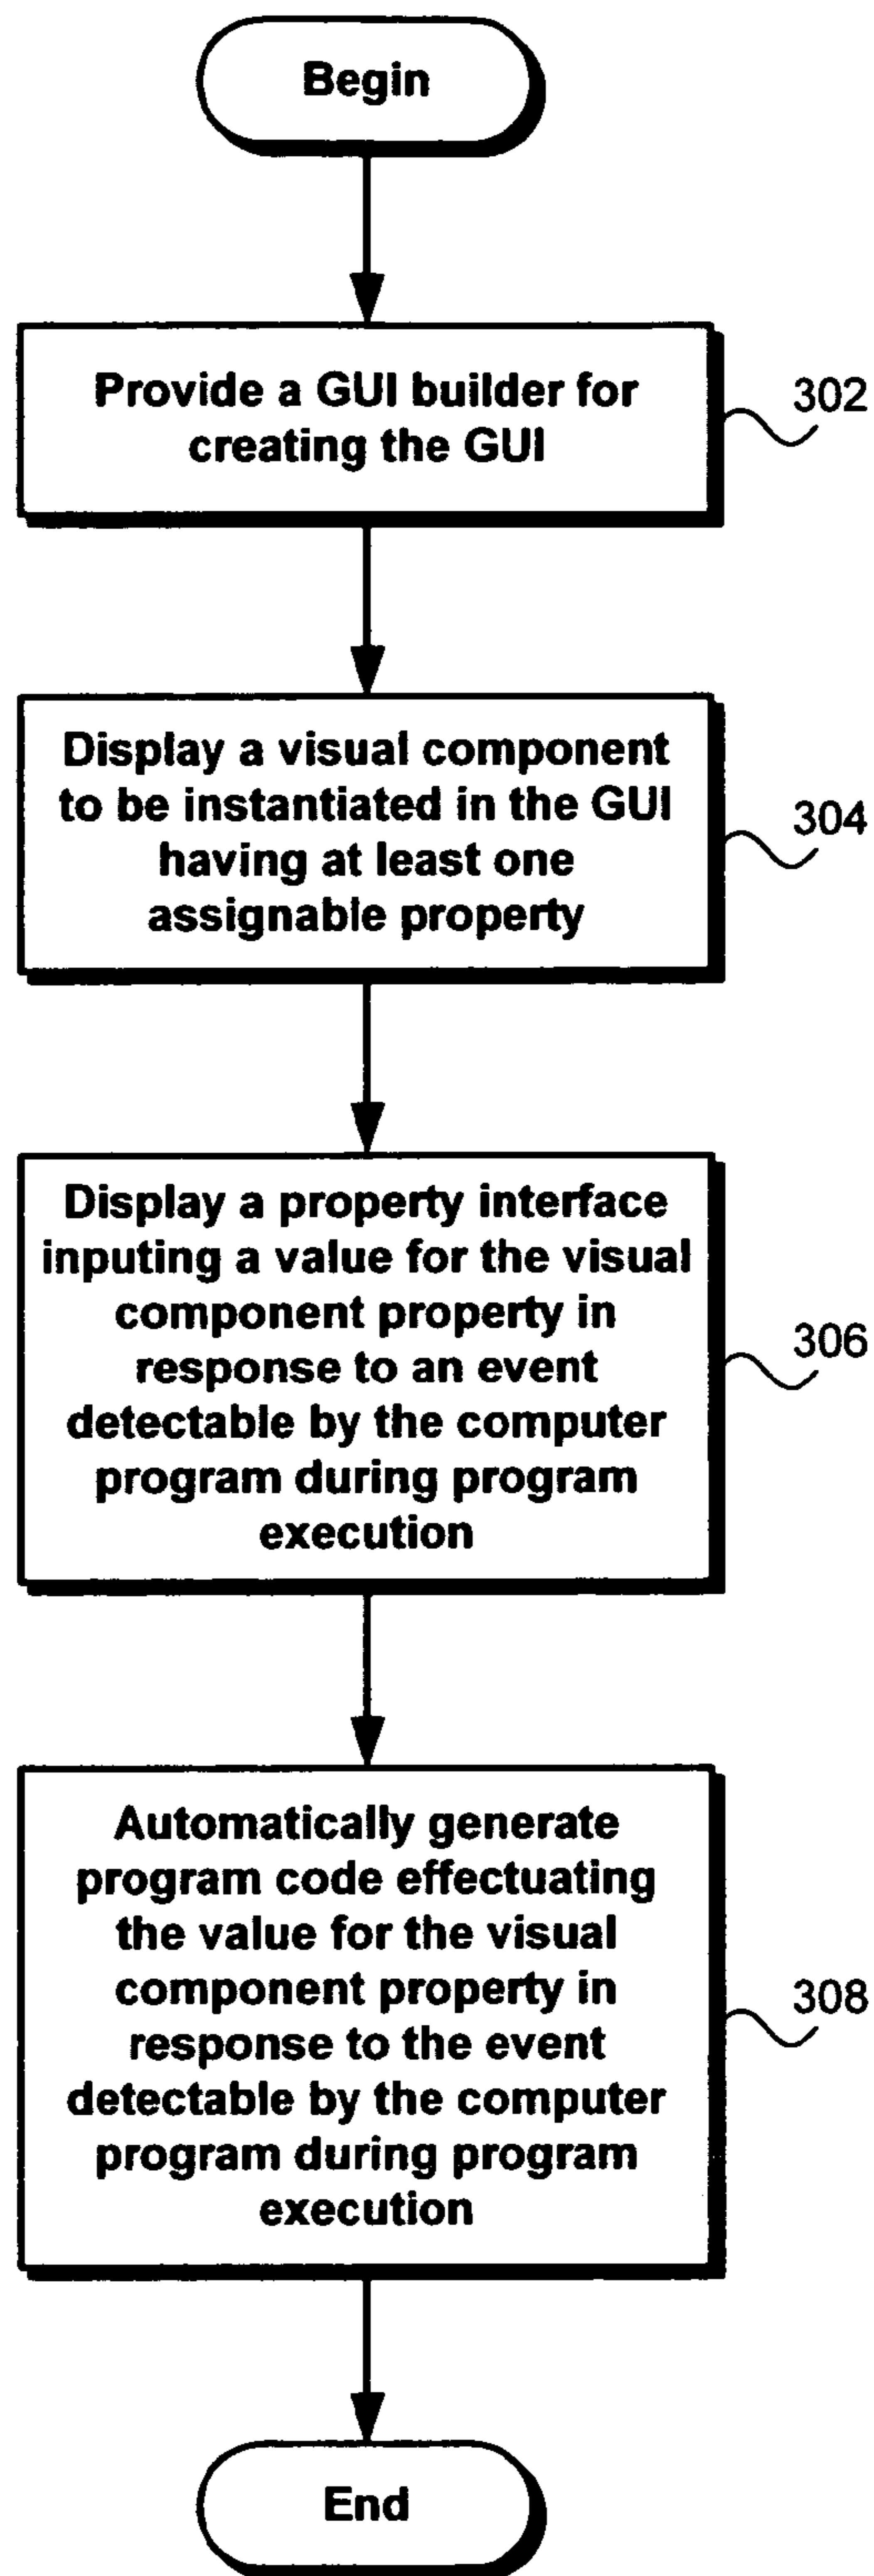 Begin
Provide a GUI builder for
creating the GUI
302
Display a visual component
to be instantiated in the GUI
having at least one
assignable property
304
Display a property interface
inputing a value for the visual
component property in
response to an event
detectable by the computer
program during program
execution
306
Automatically generate
program code effectuating
the value for the visual
component property in
response to the event
detectable by the computer
program during program
execution
308
End